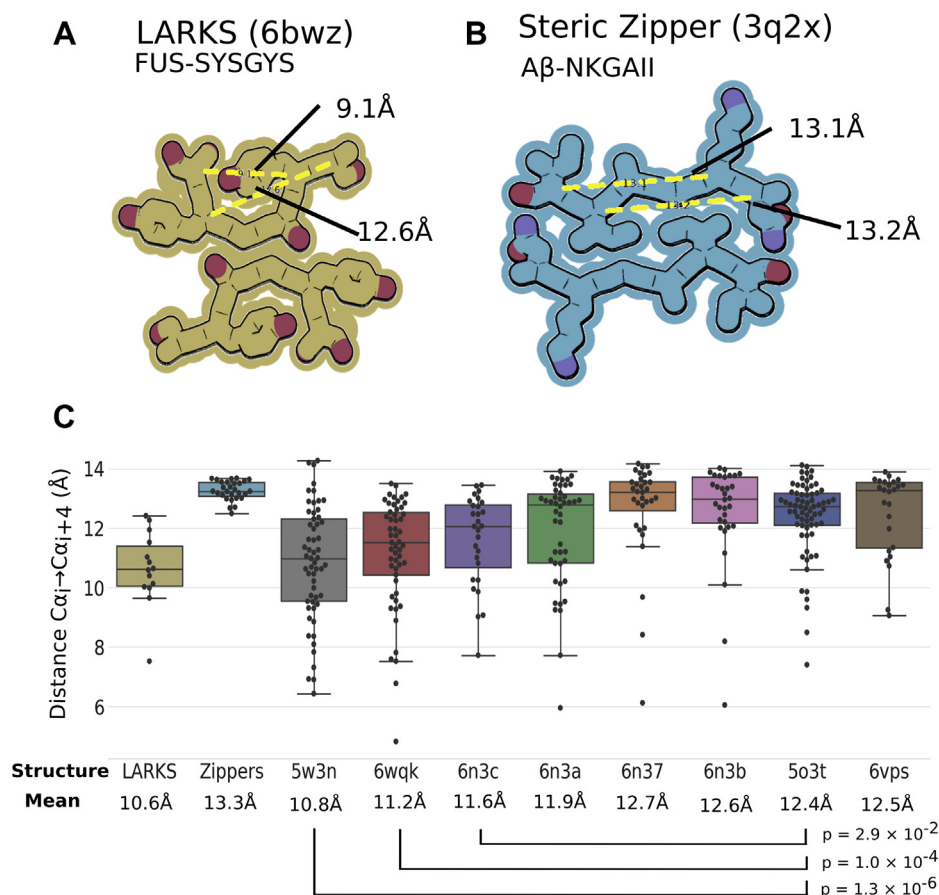 A
LARKS (6bwz)
FUS-SYSGYS
9.1Å
12.6Å
B
Steric Zipper (3q2x)
Aβ-NKGAII
13.1Å
13.2Å
C
Distance Cαi→Cαi+4 (Å)
14
12
10
8
6
Structure LARKS Zippers 5w3n 6wqk 6n3c 6n3a 6n37 6n3b 5o3t 6vps
Mean 10.6Å 13.3Å 10.8Å 11.2Å 11.6Å 11.9Å 12.7Å 12.6Å 12.4Å 12.5Å
p = 2.9 × 10⁻²
p = 1.0 × 10⁻⁴
p = 1.3 × 10⁻⁶